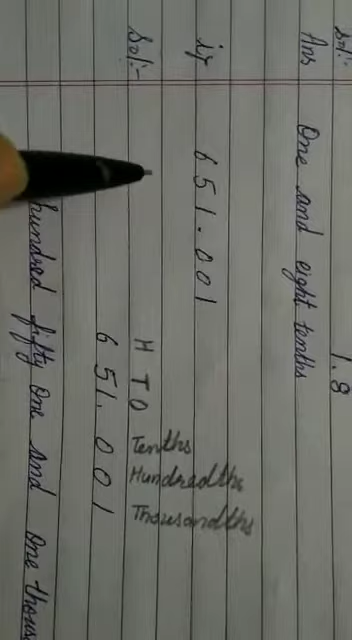 Sol:- 1.8
Ans One and eight tenths
651.001
Sol:- H T O Tenths Hundredths Thousandths
651.001
hundred fifty one and one thous